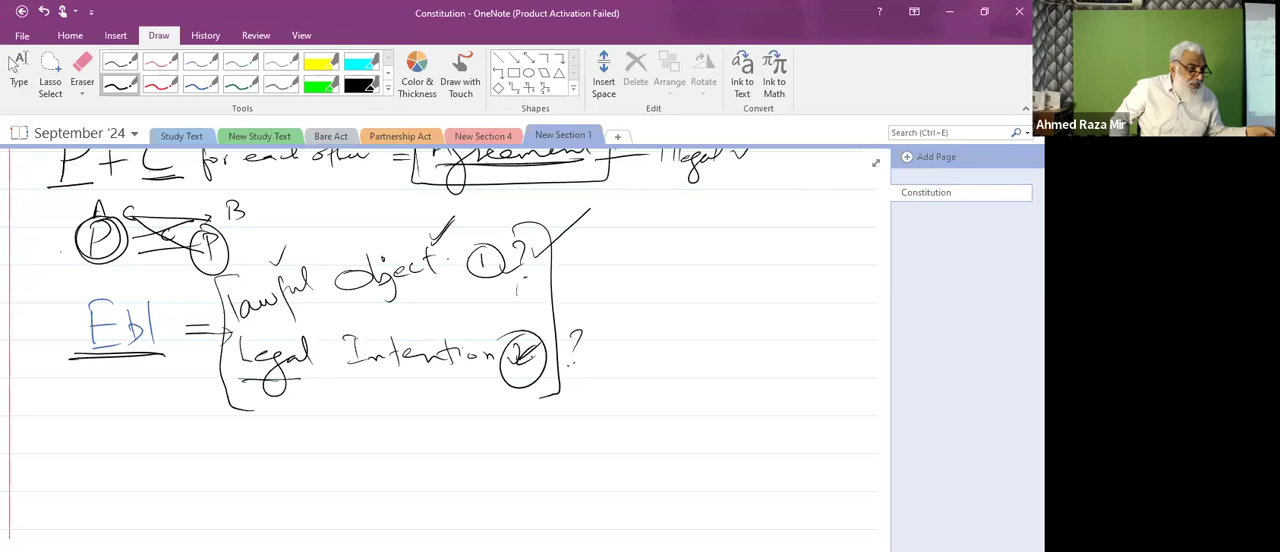 Constitution - OneNote (Product Activation Failed)
File Home Insert Draw History Review View
Type Lasso Select Eraser Color & Thickness Draw with Touch Insert Space Delete Arrange Rotate Ink to Text Ink to Math
Tools Shapes Edit Convert
September '24 Study Text New Study Text Bare Act Partnership Act New Section 4 New Section 1 Search (Ctrl+E)
Ahmed Raza Mir
Add Page
Constitution
P + C for each other = Agreement Illegal
A B
P P
lawful Object. 1 ?
Ebl =
Legal Intention 2 ?